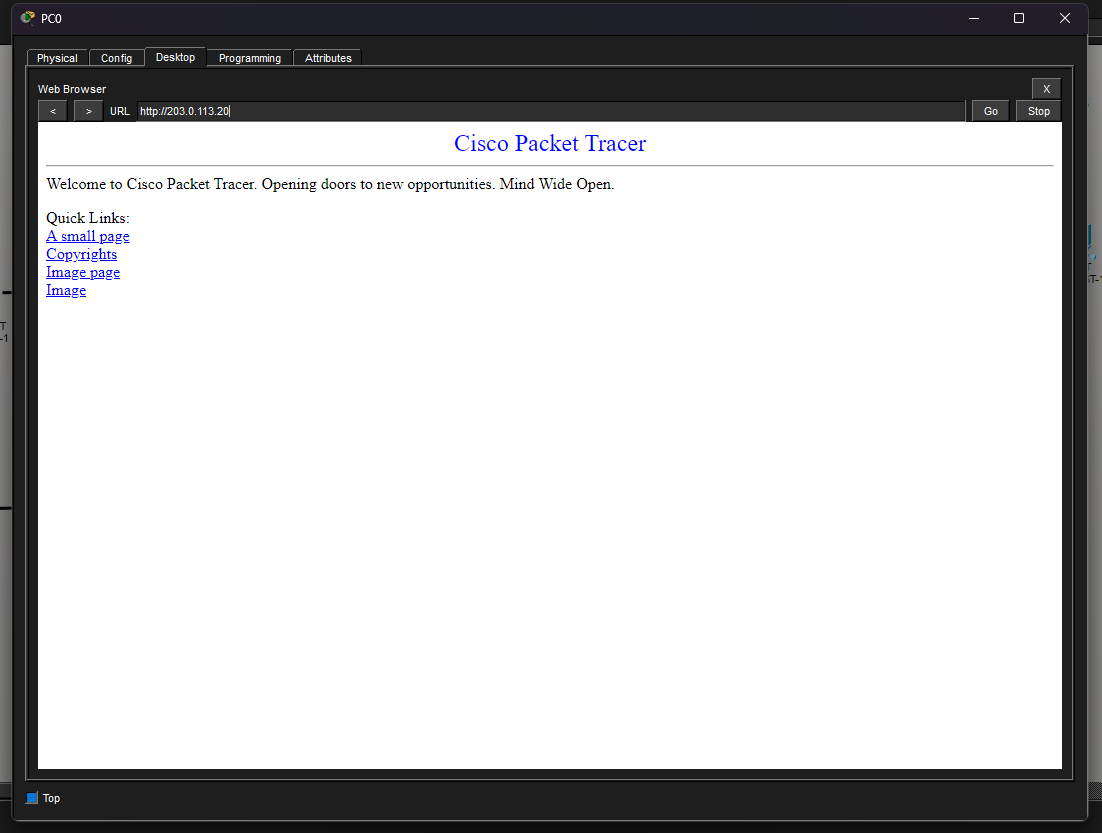 PC0
Physical Config Desktop Programming Attributes
Web Browser X
< > URL http://203.0.113.20 Go Stop
Cisco Packet Tracer
Welcome to Cisco Packet Tracer. Opening doors to new opportunities. Mind Wide Open.
Quick Links:
A small page
Copyrights
Image page
Image
Top
T
-1